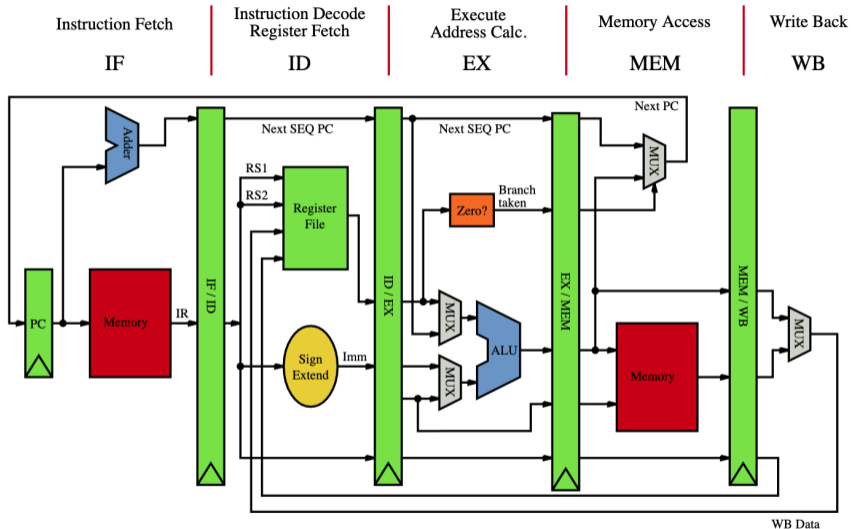 Instruction Fetch
Instruction Decode
Register Fetch
Execute
Address Calc.
Memory Access
Write Back
IF
ID
EX
MEM
WB
Next PC
Adder
Next SEQ PC
Next SEQ PC
MUX
RS1
RS2
Register
File
Zero?
Branch
taken
IF / ID
ID / EX
EX / MEM
MEM / WB
PC
Memory
IR
MUX
MUX
ALU
Sign
Extend
Imm
MUX
Memory
WB Data